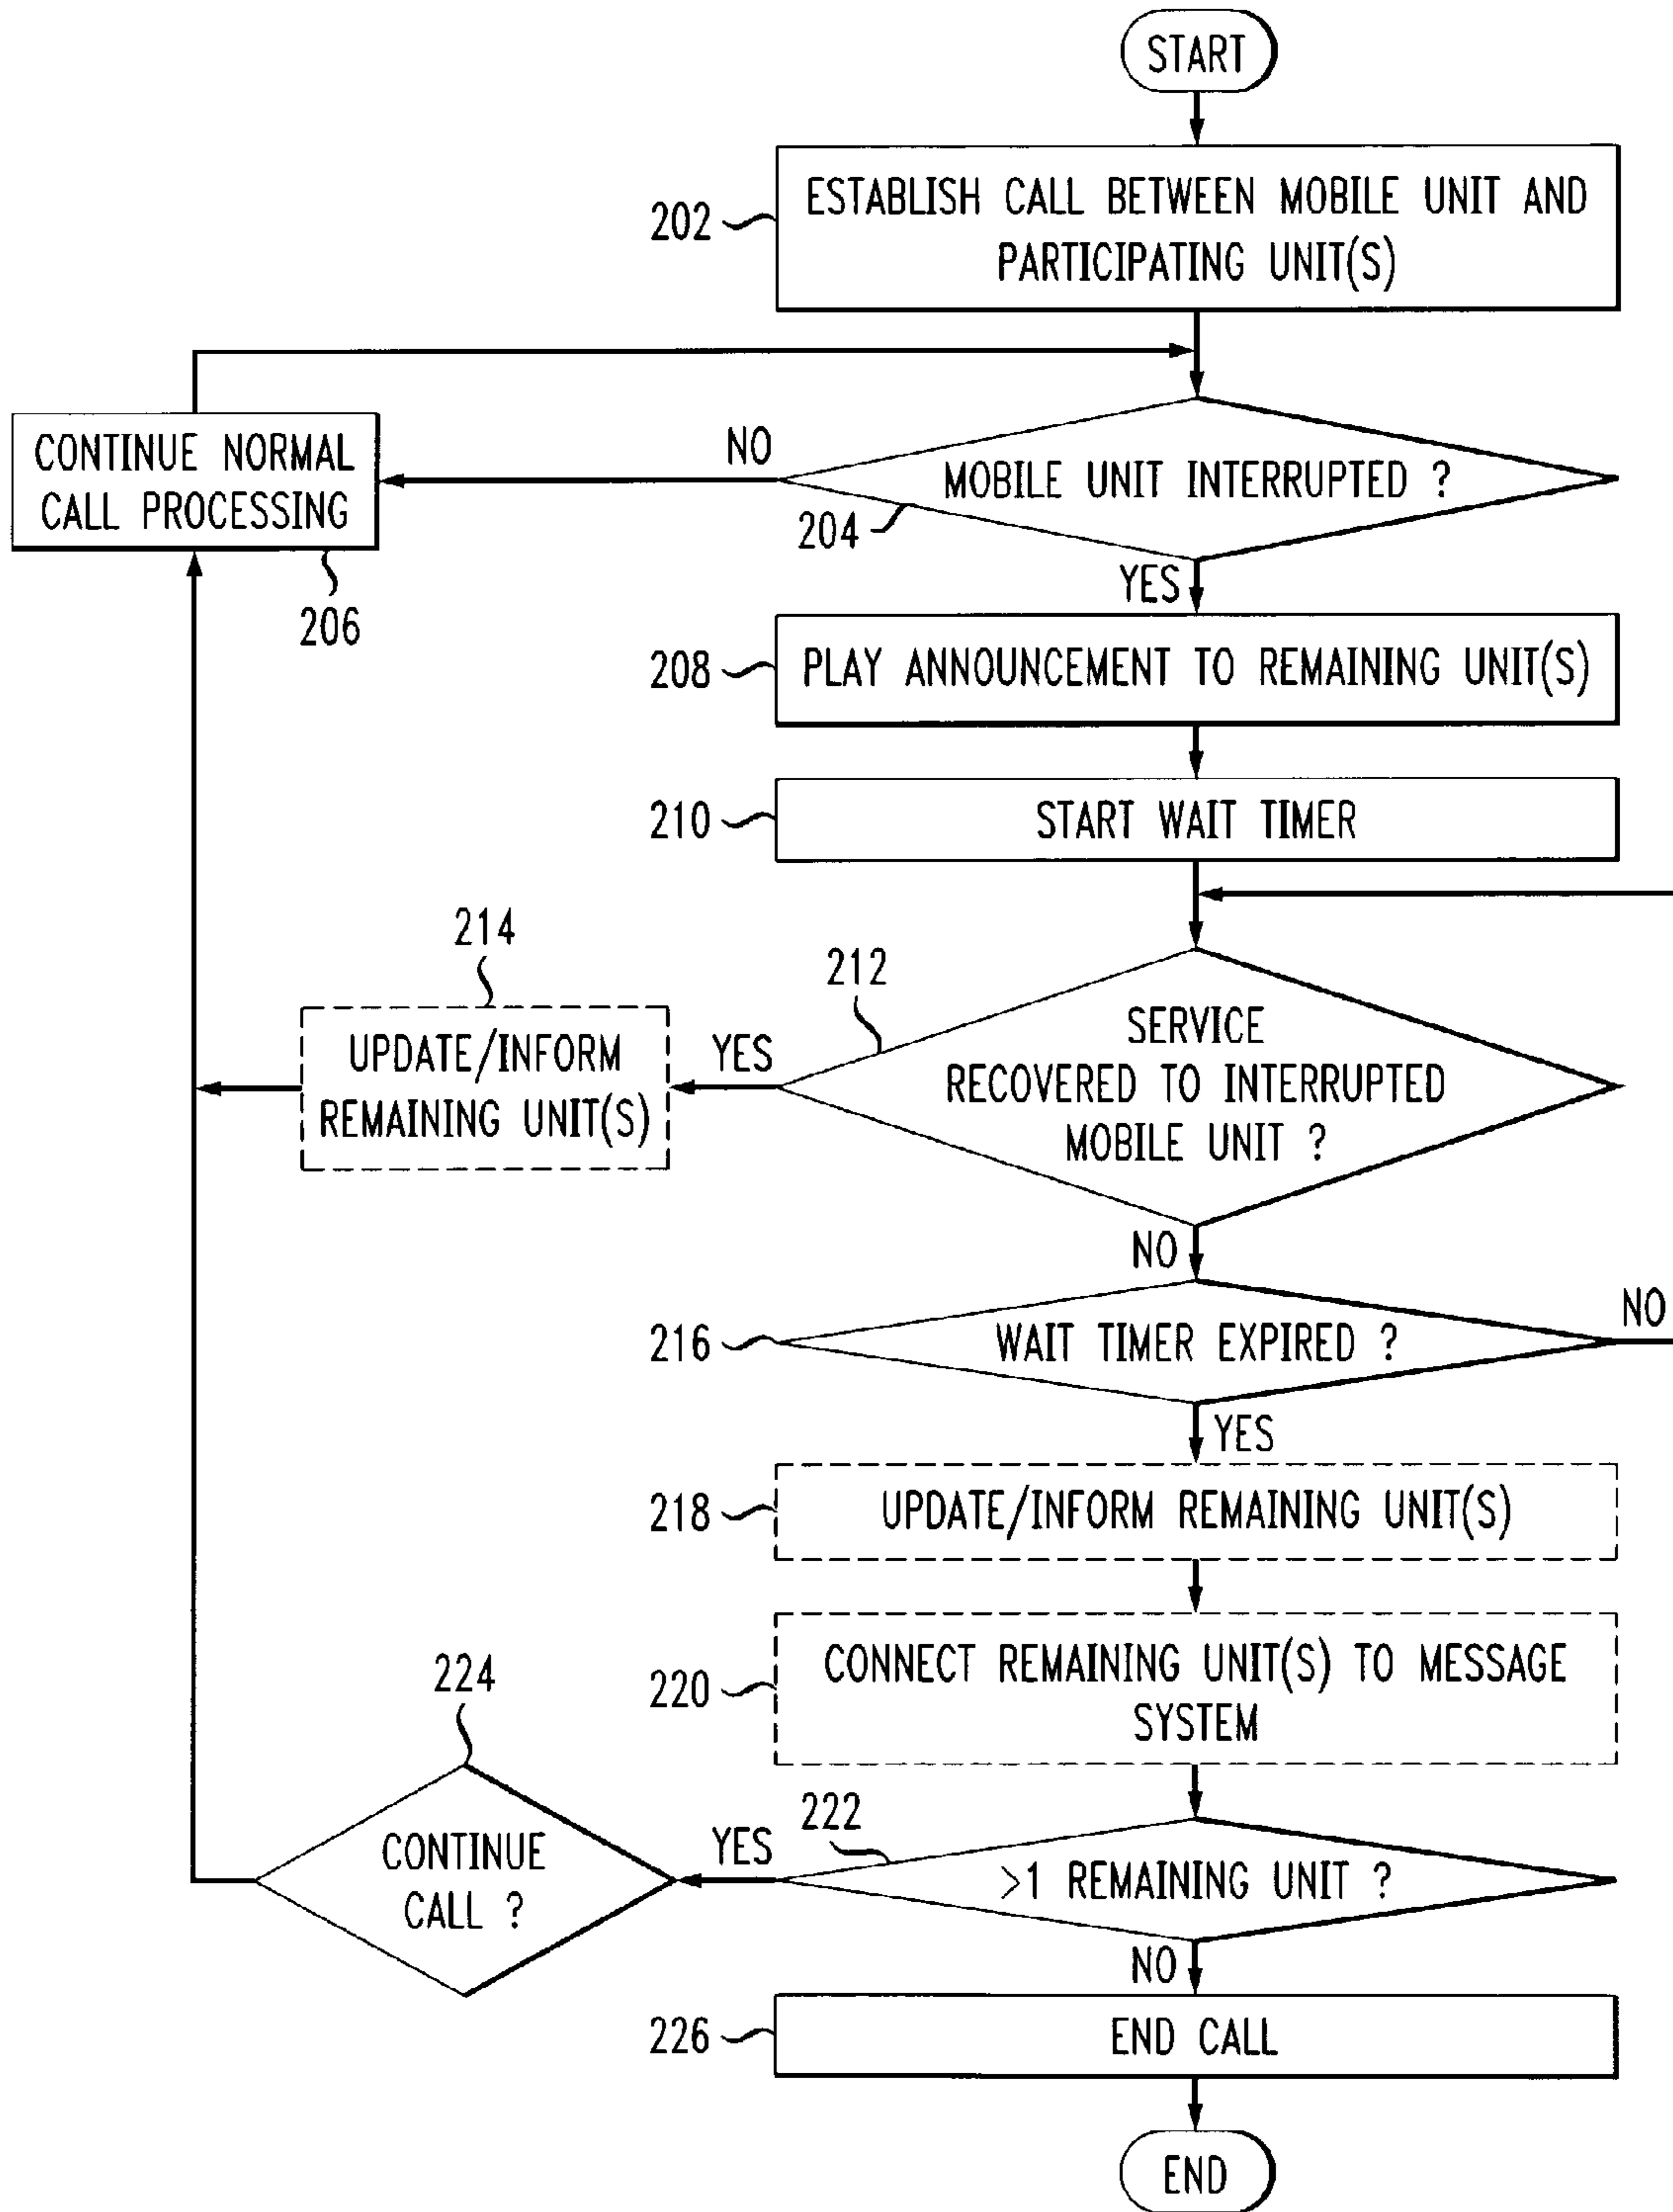 START
202
ESTABLISH CALL BETWEEN MOBILE UNIT AND
PARTICIPATING UNIT(S)
CONTINUE NORMAL
CALL PROCESSING
206
NO
MOBILE UNIT INTERRUPTED ?
204
YES
208
PLAY ANNOUNCEMENT TO REMAINING UNIT(S)
210
START WAIT TIMER
214
UPDATE/INFORM
REMAINING UNIT(S)
YES
212
SERVICE
RECOVERED TO INTERRUPTED
MOBILE UNIT ?
NO
216
WAIT TIMER EXPIRED ?
NO
YES
218
UPDATE/INFORM REMAINING UNIT(S)
220
CONNECT REMAINING UNIT(S) TO MESSAGE
SYSTEM
224
CONTINUE
CALL ?
YES
222
>1 REMAINING UNIT ?
NO
226
END CALL
END